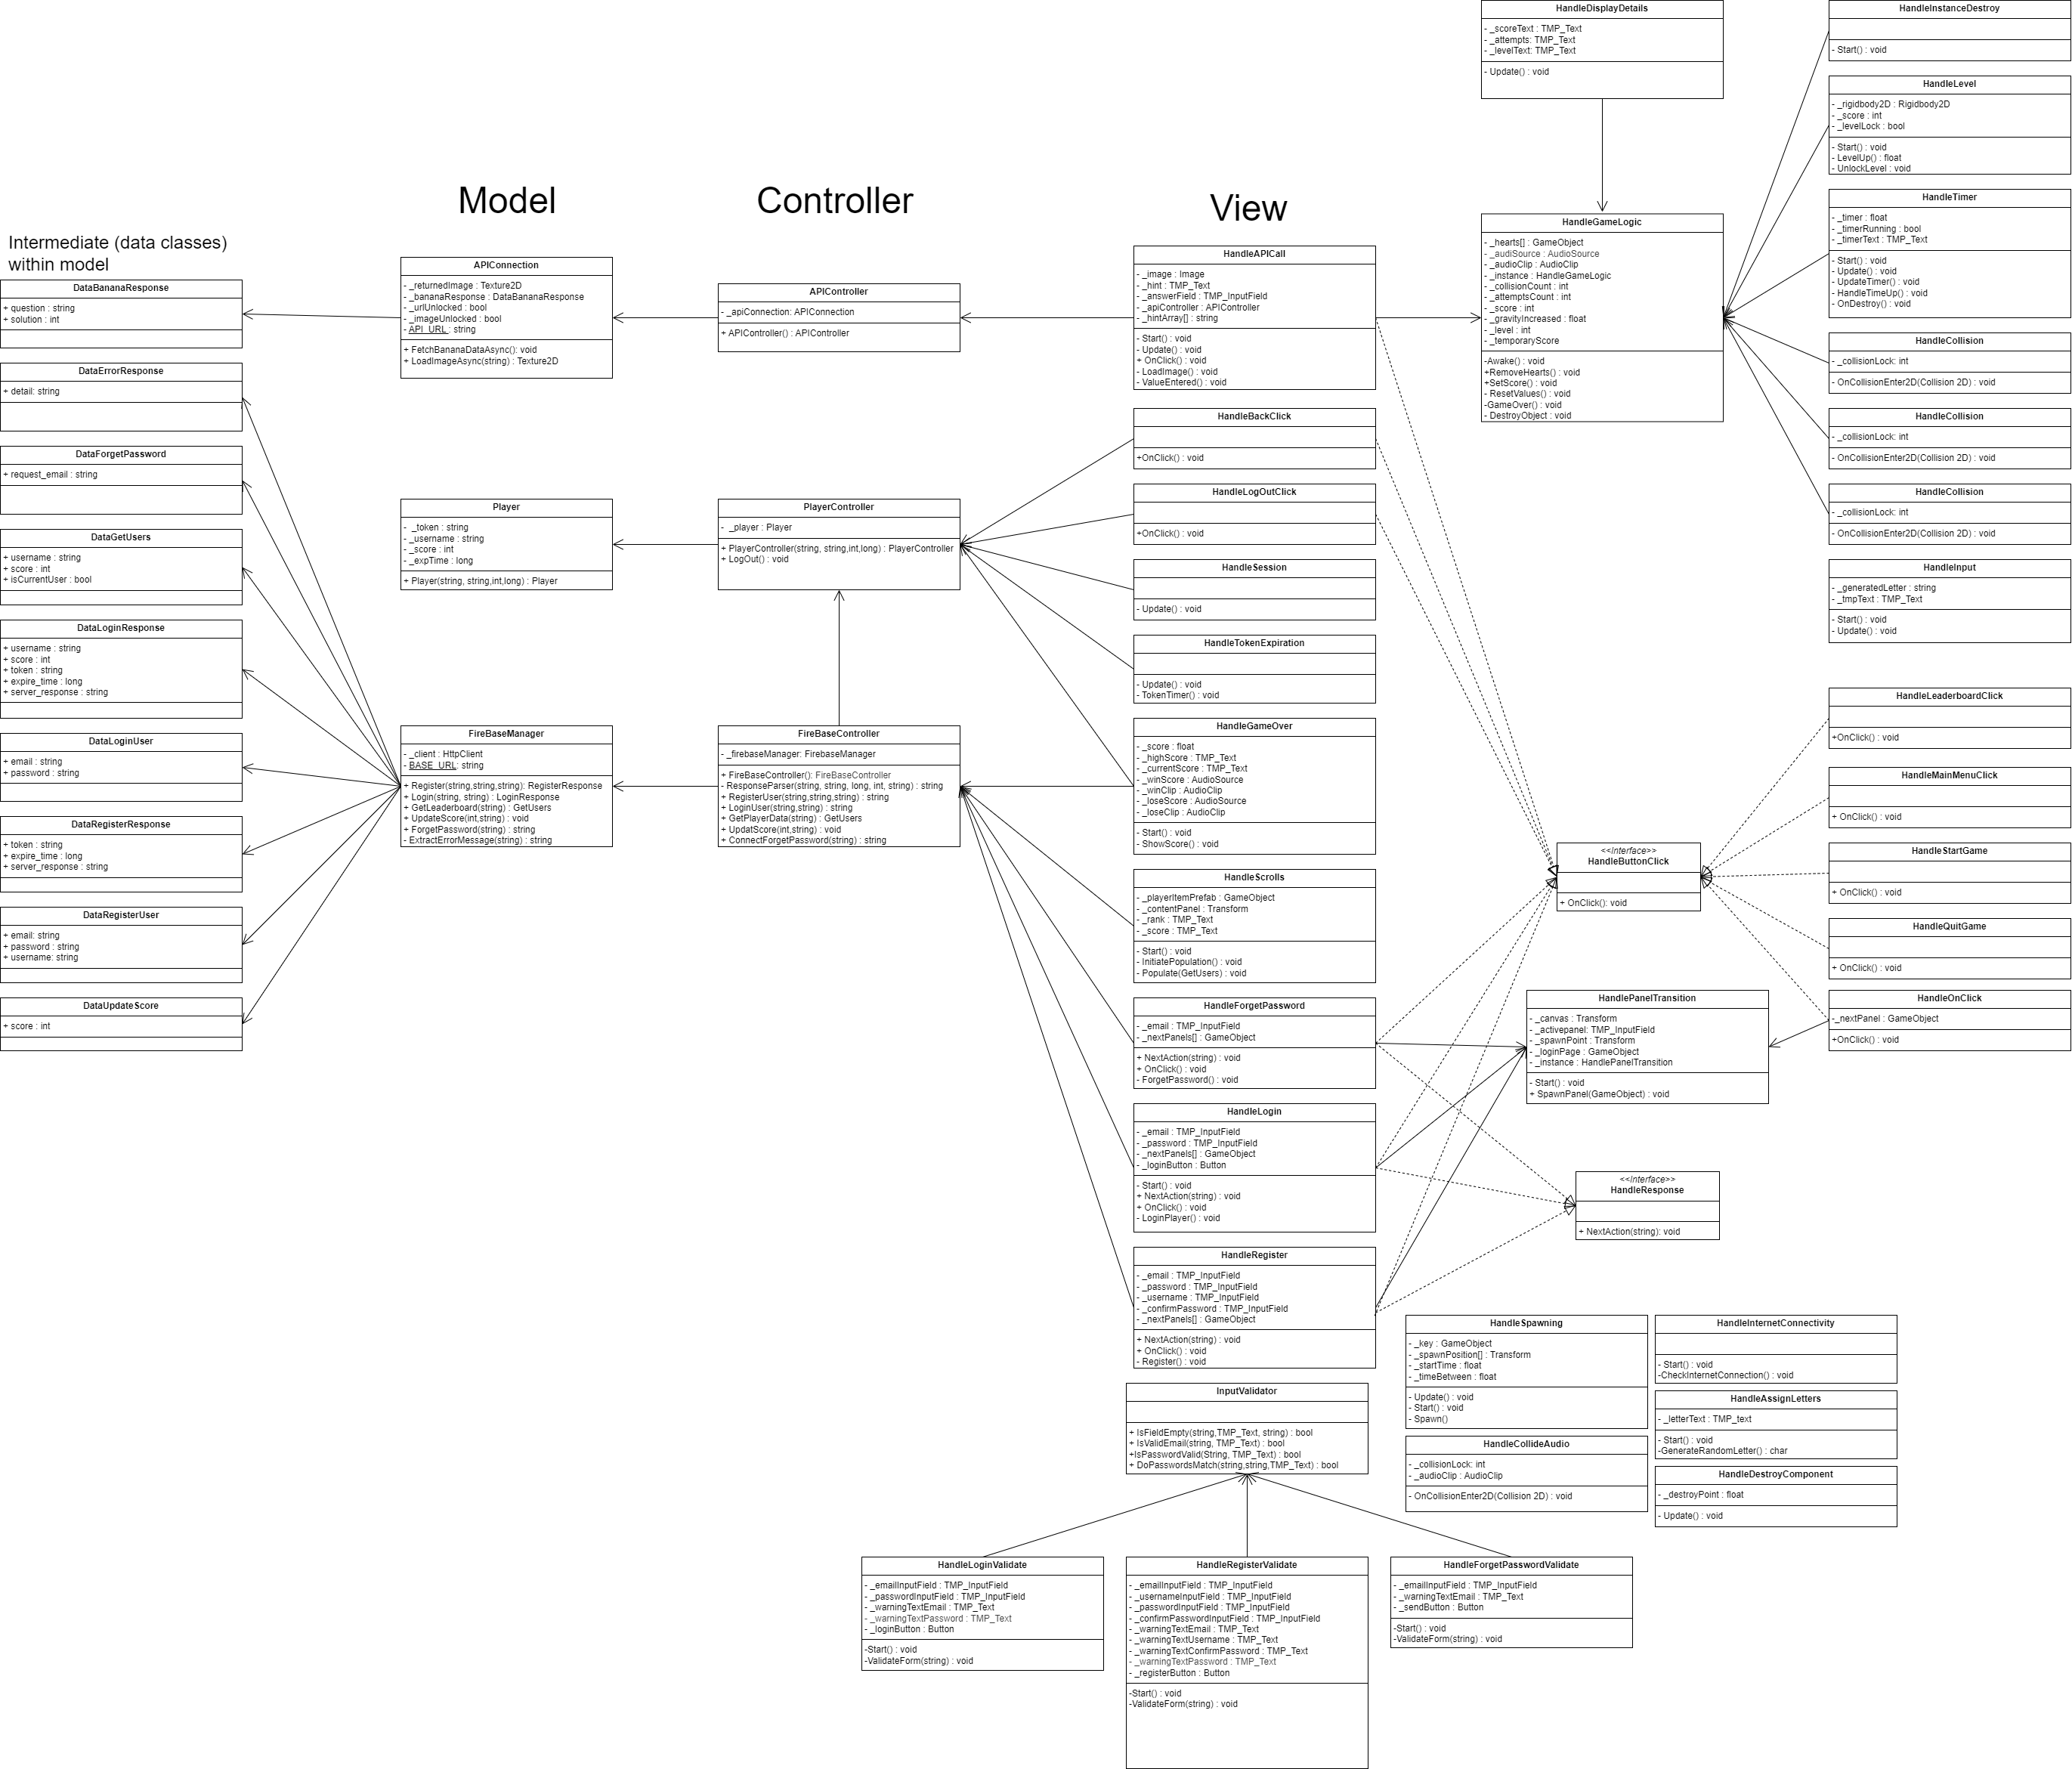 Model
Controller
View
Intermediate (data classes)
within model
DataBananaResponse
+ question : string
+ solution : int
DataErrorResponse
+ detail: string
DataForgetPassword
+ request_email : string
DataGetUsers
+ username : string
+ score : int
+ isCurrentUser : bool
DataLoginResponse
+ username : string
+ score : int
+ token : string
+ expire_time : long
+ server_response : string
DataLoginUser
+ email : string
+ password : string
DataRegisterResponse
+ token : string
+ expire_time : long
+ server_response : string
DataRegisterUser
+ email: string
+ password : string
+ username: string
DataUpdateScore
+ score : int
APIConnection
- _returnedImage : Texture2D
- _bananaResponse : DataBananaResponse
- _urlUnlocked : bool
- _imageUnlocked : bool
- API_URL : string
+ FetchBananaDataAsync(): void
+ LoadImageAsync(string) : Texture2D
Player
- _token : string
- _username : string
- _score : int
- _expTime : long
+ Player(string, string,int,long) : Player
FireBaseManager
- _client : HttpClient
- BASE_URL: string
+ Register(string,string,string): RegisterResponse
+ Login(string, string) : LoginResponse
+ GetLeaderboard(string) : GetUsers
+ UpdateScore(int,string) : void
+ ForgetPassword(string) : string
- ExtractErrorMessage(string) : string
APIController
- _apiConnection: APIConnection
+ APIController() : APIController
PlayerController
- _player : Player
+ PlayerController(string, string,int,long) : PlayerController
+ LogOut() : void
FireBaseController
- _firebaseManager: FirebaseManager
+ FireBaseController(): FireBaseController
- ResponseParser(string, string, long, int, string) : string
+ RegisterUser(string,string,string) : string
+ LoginUser(string,string) : string
+ GetPlayerData(string) : GetUsers
+ UpdatScore(int,string) : void
+ ConnectForgetPassword(string) : string
HandleAPICall
- _image : Image
- _hint : TMP_Text
- _answerField : TMP_InputField
- _apiController : APIController
- _hintArray[] : string
- Start() : void
- Update() : void
+ OnClick() : void
- LoadImage() : void
- ValueEntered() : void
HandleBackClick
+OnClick() : void
HandleLogOutClick
+OnClick() : void
HandleSession
- Update() : void
HandleTokenExpiration
- Update() : void
- TokenTimer() : void
HandleGameOver
- _score : float
- _highScore : TMP_Text
- _currentScore : TMP_Text
- _winScore : AudioSource
- _winClip : AudioClip
- _loseScore : AudioSource
- _loseClip : AudioClip
- Start() : void
- ShowScore() : void
HandleScrolls
- _playerItemPrefab : GameObject
- _contentPanel : Transform
- _rank : TMP_Text
- _score : TMP_Text
- Start() : void
- InitiatePopulation() : void
- Populate(GetUsers) : void
HandleForgetPassword
- _email : TMP_InputField
- _nextPanels[] : GameObject
+ NextAction(string) : void
+ OnClick() : void
- ForgetPassword() : void
HandleLogin
- _email : TMP_InputField
- _password : TMP_InputField
- _nextPanels[] : GameObject
- _loginButton : Button
- Start() : void
+ NextAction(string) : void
+ OnClick() : void
- LoginPlayer() : void
HandleRegister
- _email : TMP_InputField
- _password : TMP_InputField
- _username : TMP_InputField
- _confirmPassword : TMP_InputField
- _nextPanels[] : GameObject
+ NextAction(string) : void
+ OnClick() : void
- Register() : void
InputValidator
+ IsFieldEmpty(string,TMP_Text, string) : bool
+ IsValidEmail(string, TMP_Text) : bool
+IsPasswordValid(String, TMP_Text) : bool
+ DoPasswordsMatch(string,string,TMP_Text) : bool
HandleLoginValidate
- _emailInputField : TMP_InputField
- _passwordInputField : TMP_InputField
- _warningTextEmail : TMP_Text
- _warningTextPassword : TMP_Text
- _loginButton : Button
-Start() : void
-ValidateForm(string) : void
HandleRegisterValidate
- _emailInputField : TMP_InputField
- _usernameInputField : TMP_InputField
- _passwordInputField : TMP_InputField
- _confirmPasswordInputField : TMP_InputField
- _warningTextEmail : TMP_Text
- _warningTextUsername : TMP_Text
- _warningTextConfirmPassword : TMP_Text
- _warningTextPassword : TMP_Text
- _registerButton : Button
-Start() : void
-ValidateForm(string) : void
HandleForgetPasswordValidate
- _emailInputField : TMP_InputField
- _warningTextEmail : TMP_Text
- _sendButton : Button
-Start() : void
-ValidateForm(string) : void
HandleDisplayDetails
- _scoreText : TMP_Text
- _attempts: TMP_Text
- _levelText: TMP_Text
- Update() : void
HandleGameLogic
- _hearts[] : GameObject
- _audiSource : AudioSource
- _audioClip : AudioClip
- _instance : HandleGameLogic
- _collisionCount : int
- _attemptsCount : int
- _score : int
- _gravityIncreased : float
- _level : int
- _temporaryScore
-Awake() : void
+RemoveHearts() : void
+SetScore() : void
- ResetValues() : void
-GameOver() : void
- DestroyObject : void
<<Interface>>
HandleButtonClick
+ OnClick(): void
HandlePanelTransition
- _canvas : Transform
- _activepanel: TMP_InputField
- _spawnPoint : Transform
- _loginPage : GameObject
- _instance : HandlePanelTransition
- Start() : void
+ SpawnPanel(GameObject) : void
<<Interface>>
HandleResponse
+ NextAction(string): void
HandleSpawning
- _key : GameObject
- _spawnPosition[] : Transform
- _startTime : float
- _timeBetween : float
- Update() : void
- Start() : void
- Spawn()
HandleCollideAudio
- _collisionLock: int
- _audioClip : AudioClip
- OnCollisionEnter2D(Collision 2D) : void
HandleInternetConnectivity
- Start() : void
-CheckInternetConnection() : void
HandleAssignLetters
- _letterText : TMP_text
- Start() : void
-GenerateRandomLetter() : char
HandleDestroyComponent
- _destroyPoint : float
- Update() : void
HandleInstanceDestroy
- Start() : void
HandleLevel
- _rigidbody2D : Rigidbody2D
- _score : int
- _levelLock : bool
- Start() : void
- LevelUp() : float
- UnlockLevel : void
HandleTimer
- _timer : float
- _timerRunning : bool
- _timerText : TMP_Text
- Start() : void
- Update() : void
- UpdateTimer() : void
- HandleTimeUp() : void
- OnDestroy() : void
HandleCollision
- _collisionLock: int
- OnCollisionEnter2D(Collision 2D) : void
HandleCollision
- _collisionLock: int
- OnCollisionEnter2D(Collision 2D) : void
HandleCollision
- _collisionLock: int
- OnCollisionEnter2D(Collision 2D) : void
HandleInput
- _generatedLetter : string
- _tmpText : TMP_Text
- Start() : void
- Update() : void
HandleLeaderboardClick
+OnClick() : void
HandleMainMenuClick
+ OnClick() : void
HandleStartGame
+ OnClick() : void
HandleQuitGame
+ OnClick() : void
HandleOnClick
-_nextPanel : GameObject
+OnClick() : void